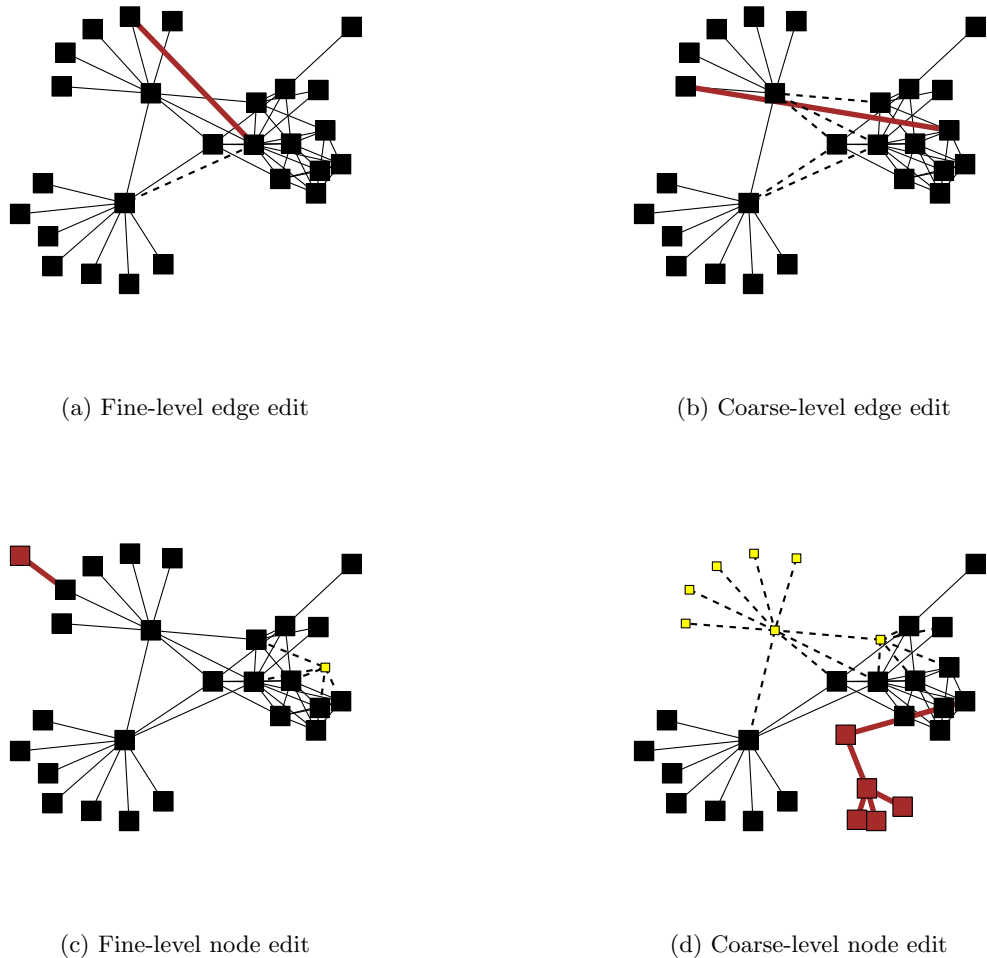 (a) Fine-level edge edit
(b) Coarse-level edge edit
(c) Fine-level node edit
(d) Coarse-level node edit